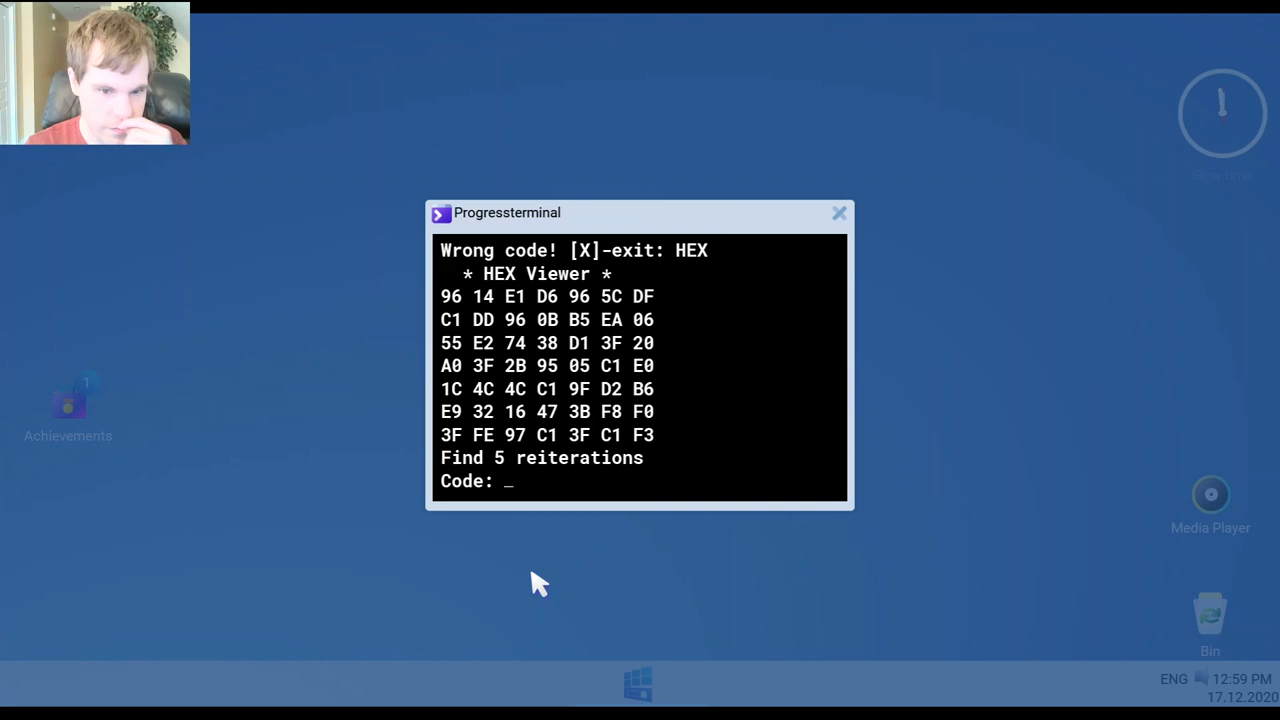 Progressterminal
Wrong code! [X]-exit: HEX
* HEX Viewer *
96 14 E1 D6 96 5C DF
C1 DD 96 0B B5 EA 06
55 E2 74 38 D1 3F 20
A0 3F 2B 95 05 C1 E0
1C 4C 4C C1 9F D2 B6
E9 32 16 47 3B F8 F0
3F FE 97 C1 3F C1 F3
Find 5 reiterations
Code: _
Slow time
1
Achievements
Media Player
Bin
ENG 12:59 PM
17.12.2020